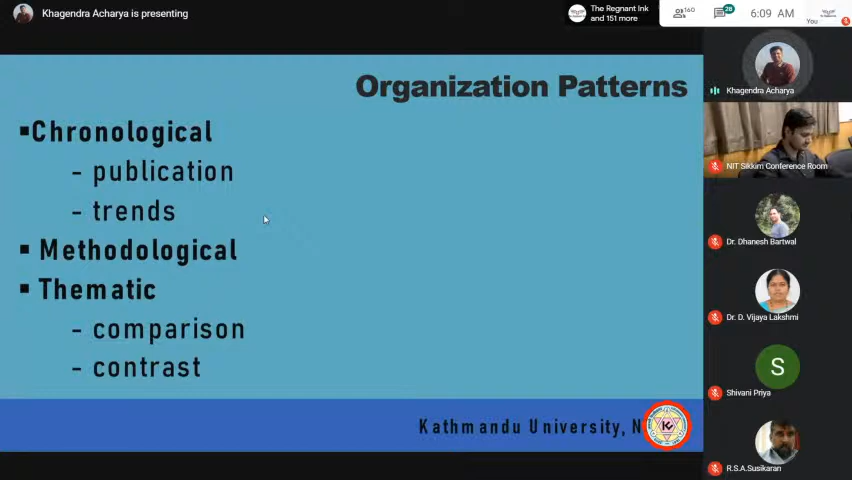 Khagendra Acharya is presenting
The Regnant Ink
and 151 more
160
28
6:09 AM
You
Organization Patterns
▪Chronological
- publication
- trends
▪ Methodological
▪ Thematic
- comparison
- contrast
Kathmandu University, N
Khagendra Acharya
NIT Sikkim Conference Room
Dr. Dhanesh Bartwal
Dr. D. Vijaya Lakshmi
S
Shivani Priya
R.S.A.Susikaran